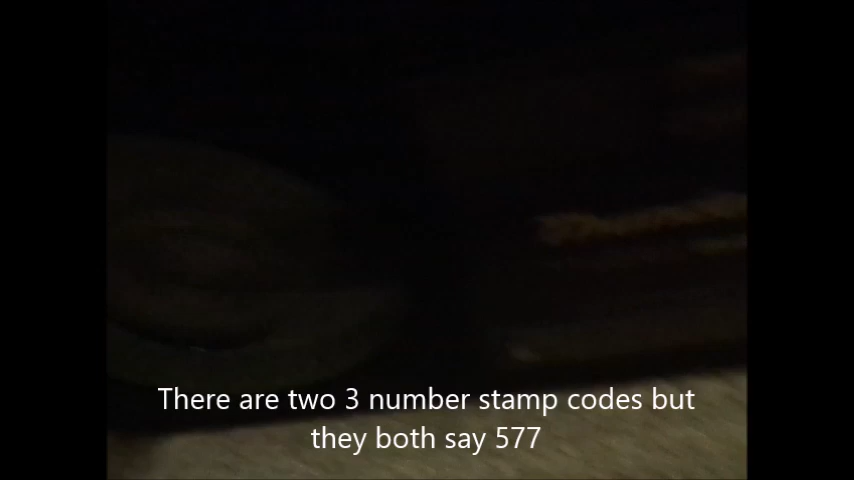 There are two 3 number stamp codes but
they both say 577